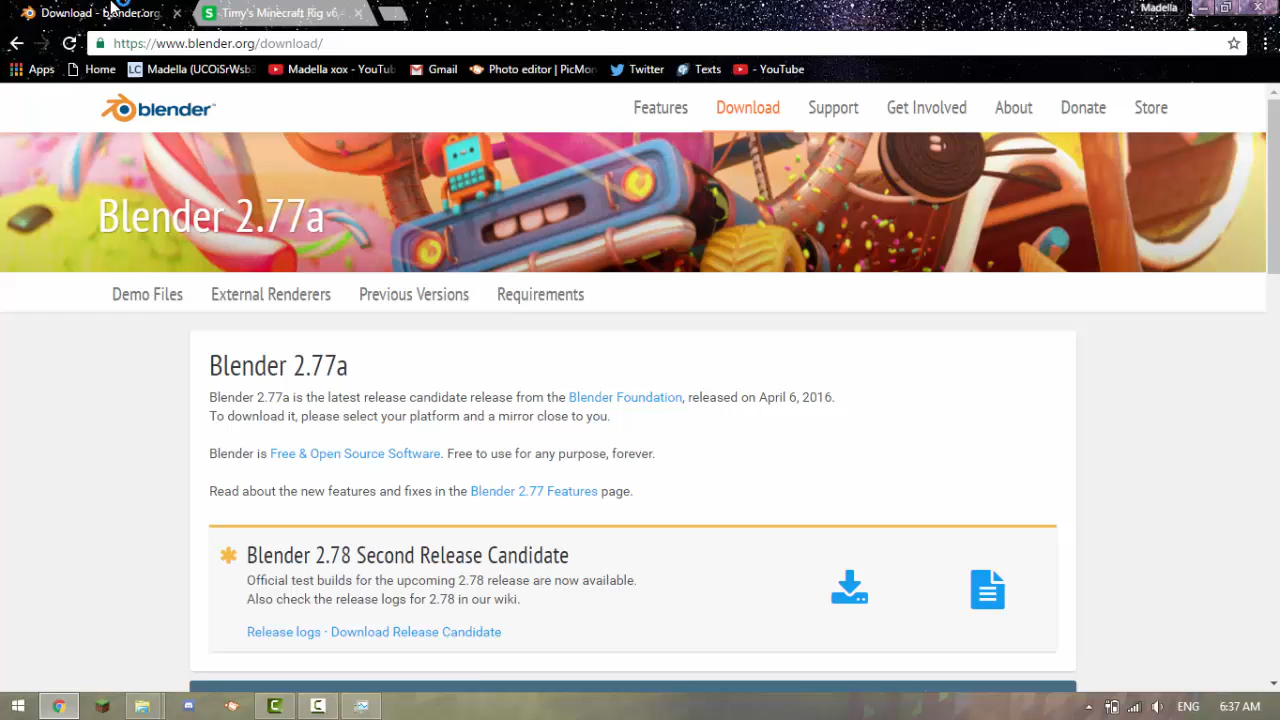 Download - blender.org
Timy's Minecraft Rig v6.
Madella
https://www.blender.org/download/
Apps
Home
Madella (UCOiSrWsb
Madella xox - YouTub
Gmail
Photo editor | PicMon
Twitter
Texts
- YouTube
blender
Features
Download
Support
Get Involved
About
Donate
Store
Blender 2.77a
Demo Files
External Renderers
Previous Versions
Requirements
Blender 2.77a
Blender 2.77a is the latest release candidate release from the Blender Foundation, released on April 6, 2016.
To download it, please select your platform and a mirror close to you.
Blender is Free & Open Source Software. Free to use for any purpose, forever.
Read about the new features and fixes in the Blender 2.77 Features page.
Blender 2.78 Second Release Candidate
Official test builds for the upcoming 2.78 release are now available.
Also check the release logs for 2.78 in our wiki.
Release logs · Download Release Candidate
ENG
6:37 AM